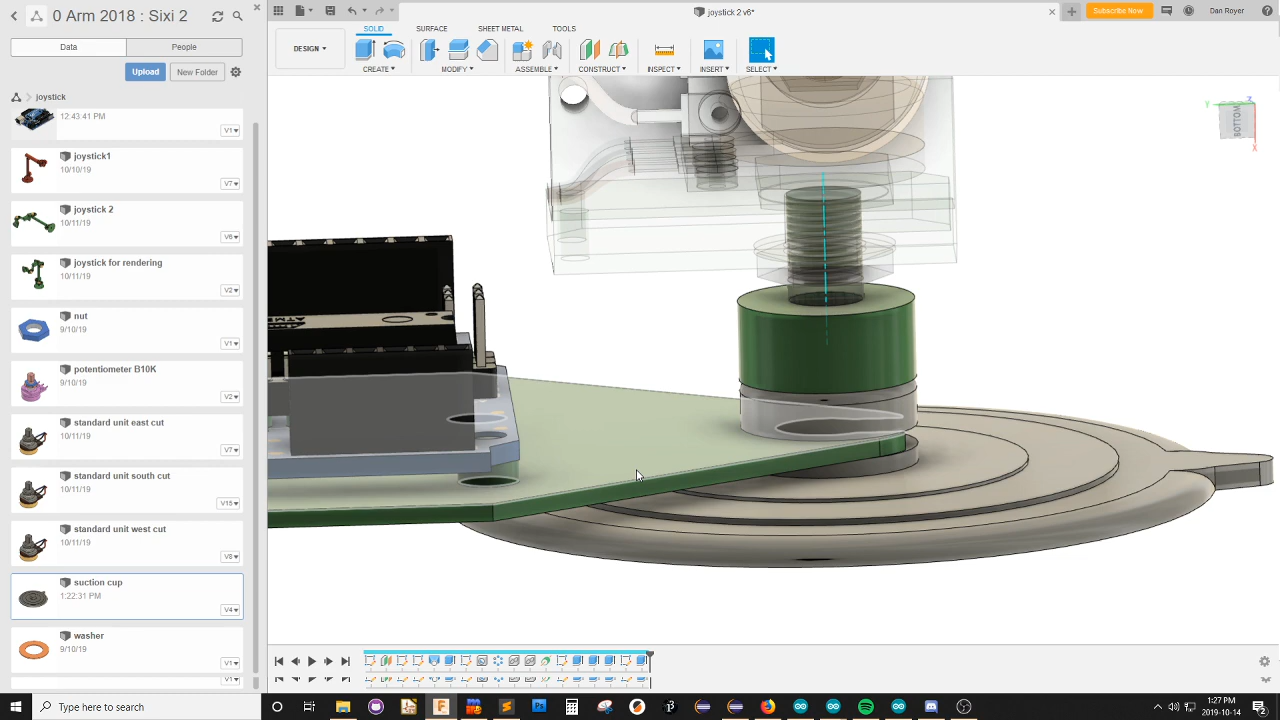 0 Arm 2018 : Sixi 2
joystick 2 v6*
Subscribe Now
Dan Royer
People
SOLID
SURFACE
SHEET METAL
TOOLS
DESIGN
CREATE
MODIFY
ASSEMBLE
CONSTRUCT
INSPECT
INSERT
SELECT
Upload
New Folder
joystick
12:43:41 PM
V1
joystick1
10/10/19
V7
joystick 2
10/11/19
V6
joystick for rendering
10/11/19
V2
nut
9/10/19
V1
potentiometer B10K
9/10/19
V2
standard unit east cut
10/11/19
V7
standard unit south cut
10/11/19
V15
standard unit west cut
10/11/19
V8
suction cup
1:22:31 PM
V4
washer
9/10/19
V1
BOTTOM
Y
Z
X
Type here to search
1:27 PM
2019-10-14